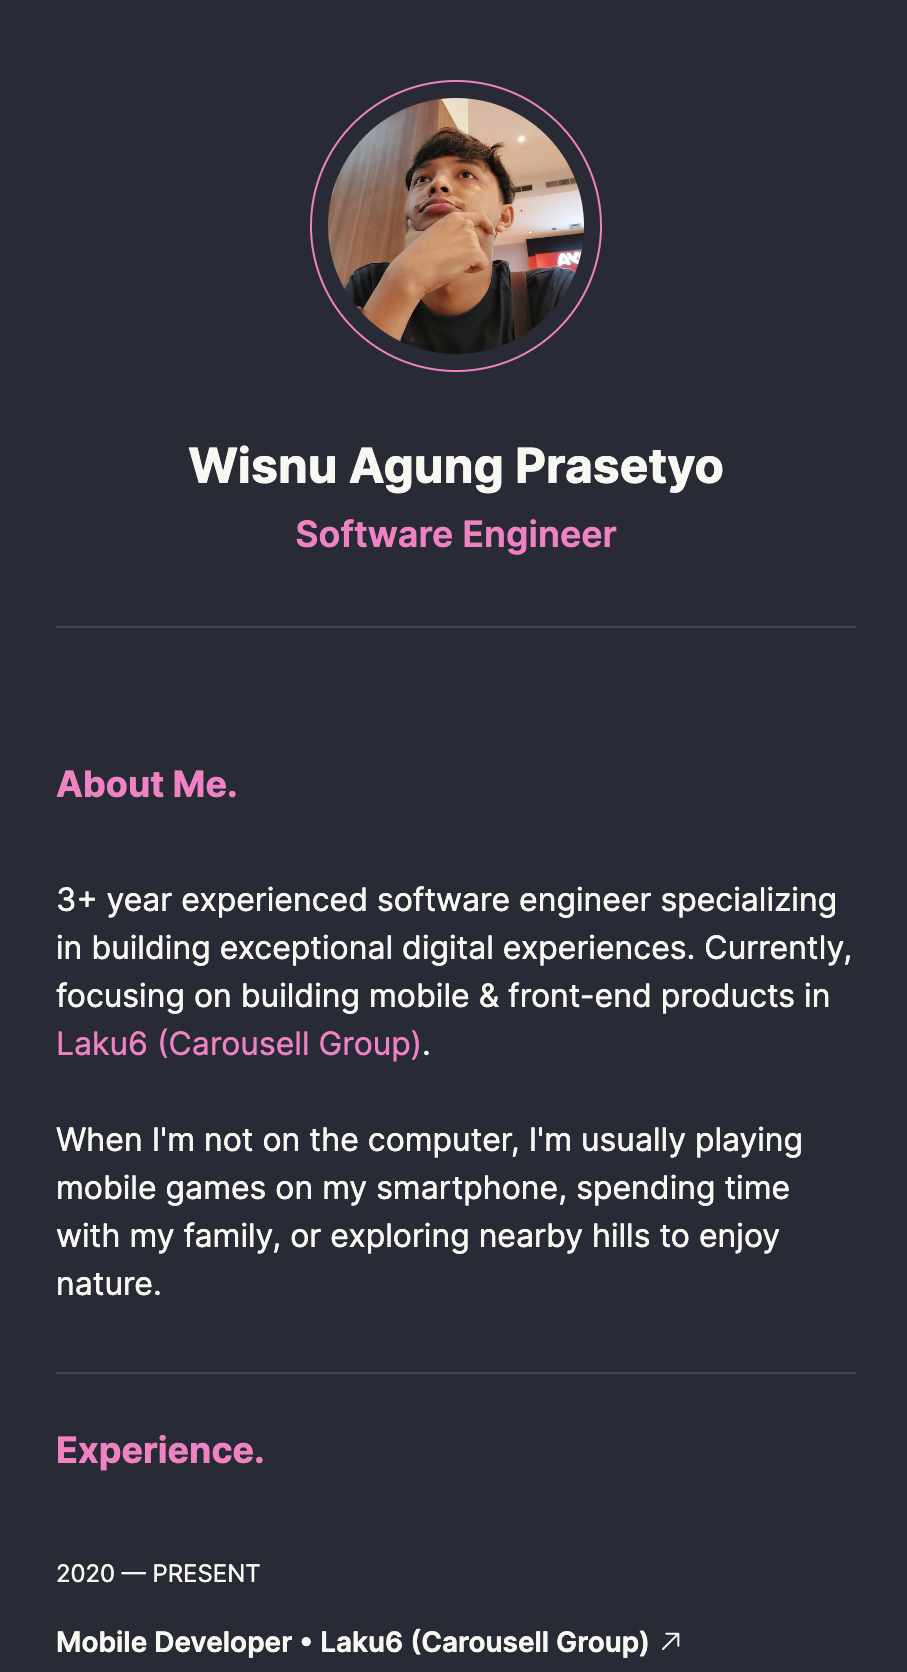 Wisnu Agung Prasetyo
Software Engineer
About Me.
3+ year experienced software engineer specializing
in building exceptional digital experiences. Currently,
focusing on building mobile & front-end products in
Laku6 (Carousell Group).
When I'm not on the computer, I'm usually playing
mobile games on my smartphone, spending time
with my family, or exploring nearby hills to enjoy
nature.
Experience.
2020 — PRESENT
Mobile Developer • Laku6 (Carousell Group) ↗